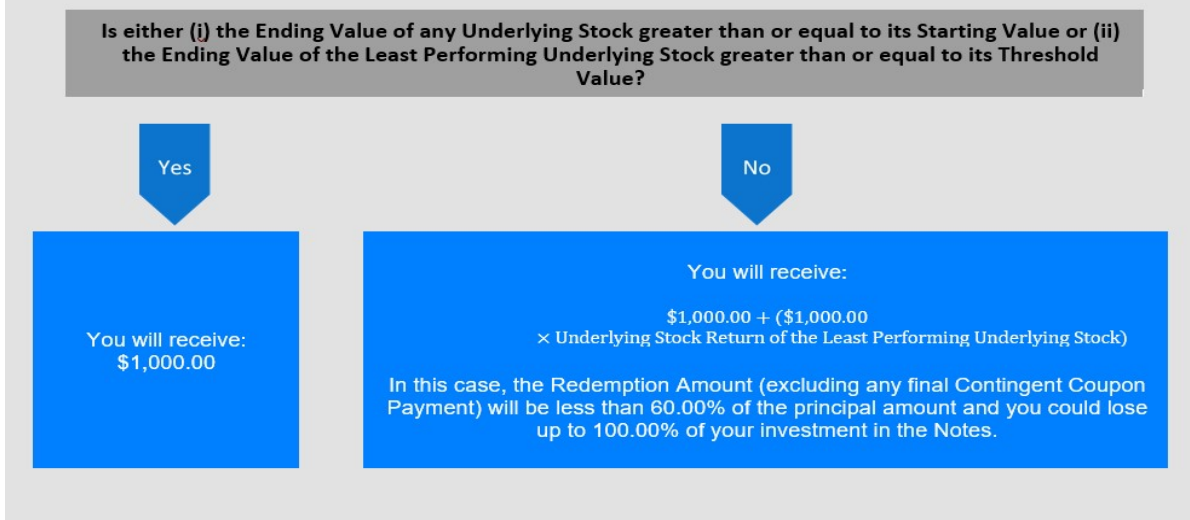 Is either (i) the Ending Value of any Underlying Stock greater than or equal to its Starting Value or (ii)
the Ending Value of the Least Performing Underlying Stock greater than or equal to its Threshold
Value?
Yes
No
You will receive:
$1,000.00
You will receive:
$1,000.00 + ($1,000.00
× Underlying Stock Return of the Least Performing Underlying Stock)
In this case, the Redemption Amount (excluding any final Contingent Coupon
Payment) will be less than 60.00% of the principal amount and you could lose
up to 100.00% of your investment in the Notes.